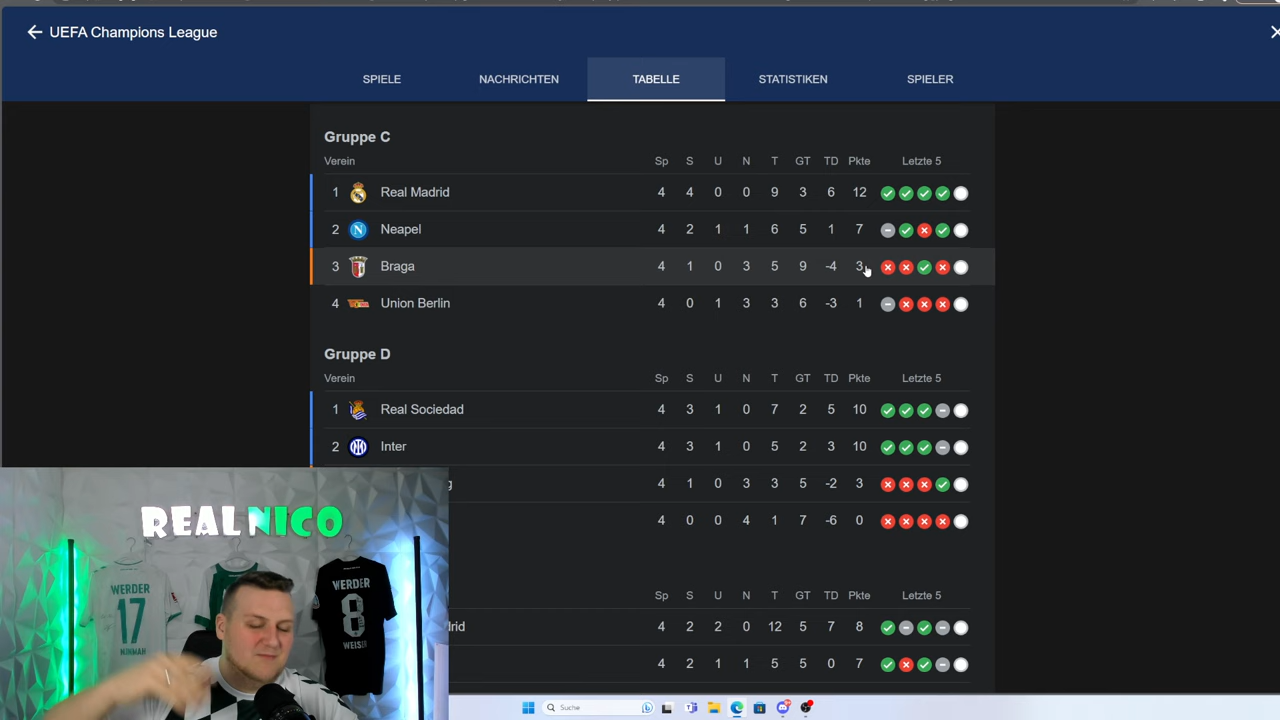 UEFA Champions League
SPIELE NACHRICHTEN TABELLE STATISTIKEN SPIELER
Gruppe C
Verein Sp S U N T GT TD Pkte Letzte 5
1 Real Madrid 4 4 0 0 9 3 6 12
2 Neapel 4 2 1 1 6 5 1 7
3 Braga 4 1 0 3 5 9 -4 3
4 Union Berlin 4 0 1 3 3 6 -3 1
Gruppe D
Verein Sp S U N T GT TD Pkte Letzte 5
1 Real Sociedad 4 3 1 0 7 2 5 10
2 Inter 4 3 1 0 5 2 3 10
g 4 1 0 3 3 5 -2 3
4 0 0 4 1 7 -6 0
Sp S U N T GT TD Pkte Letzte 5
rid 4 2 2 0 12 5 7 8
4 2 1 1 5 5 0 7
REALNICO
WERDER
17
WERDER
8
WEISER
Suche